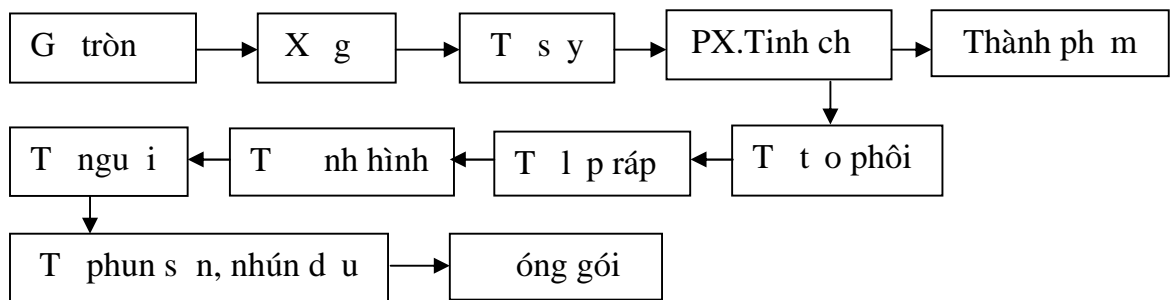 G tròn
X g
T s y
PX.Tinh ch
Thành ph m
T ngu i
T nh hình
T l p ráp
T t o phôi
T phun s n, nhún d u
óng gói